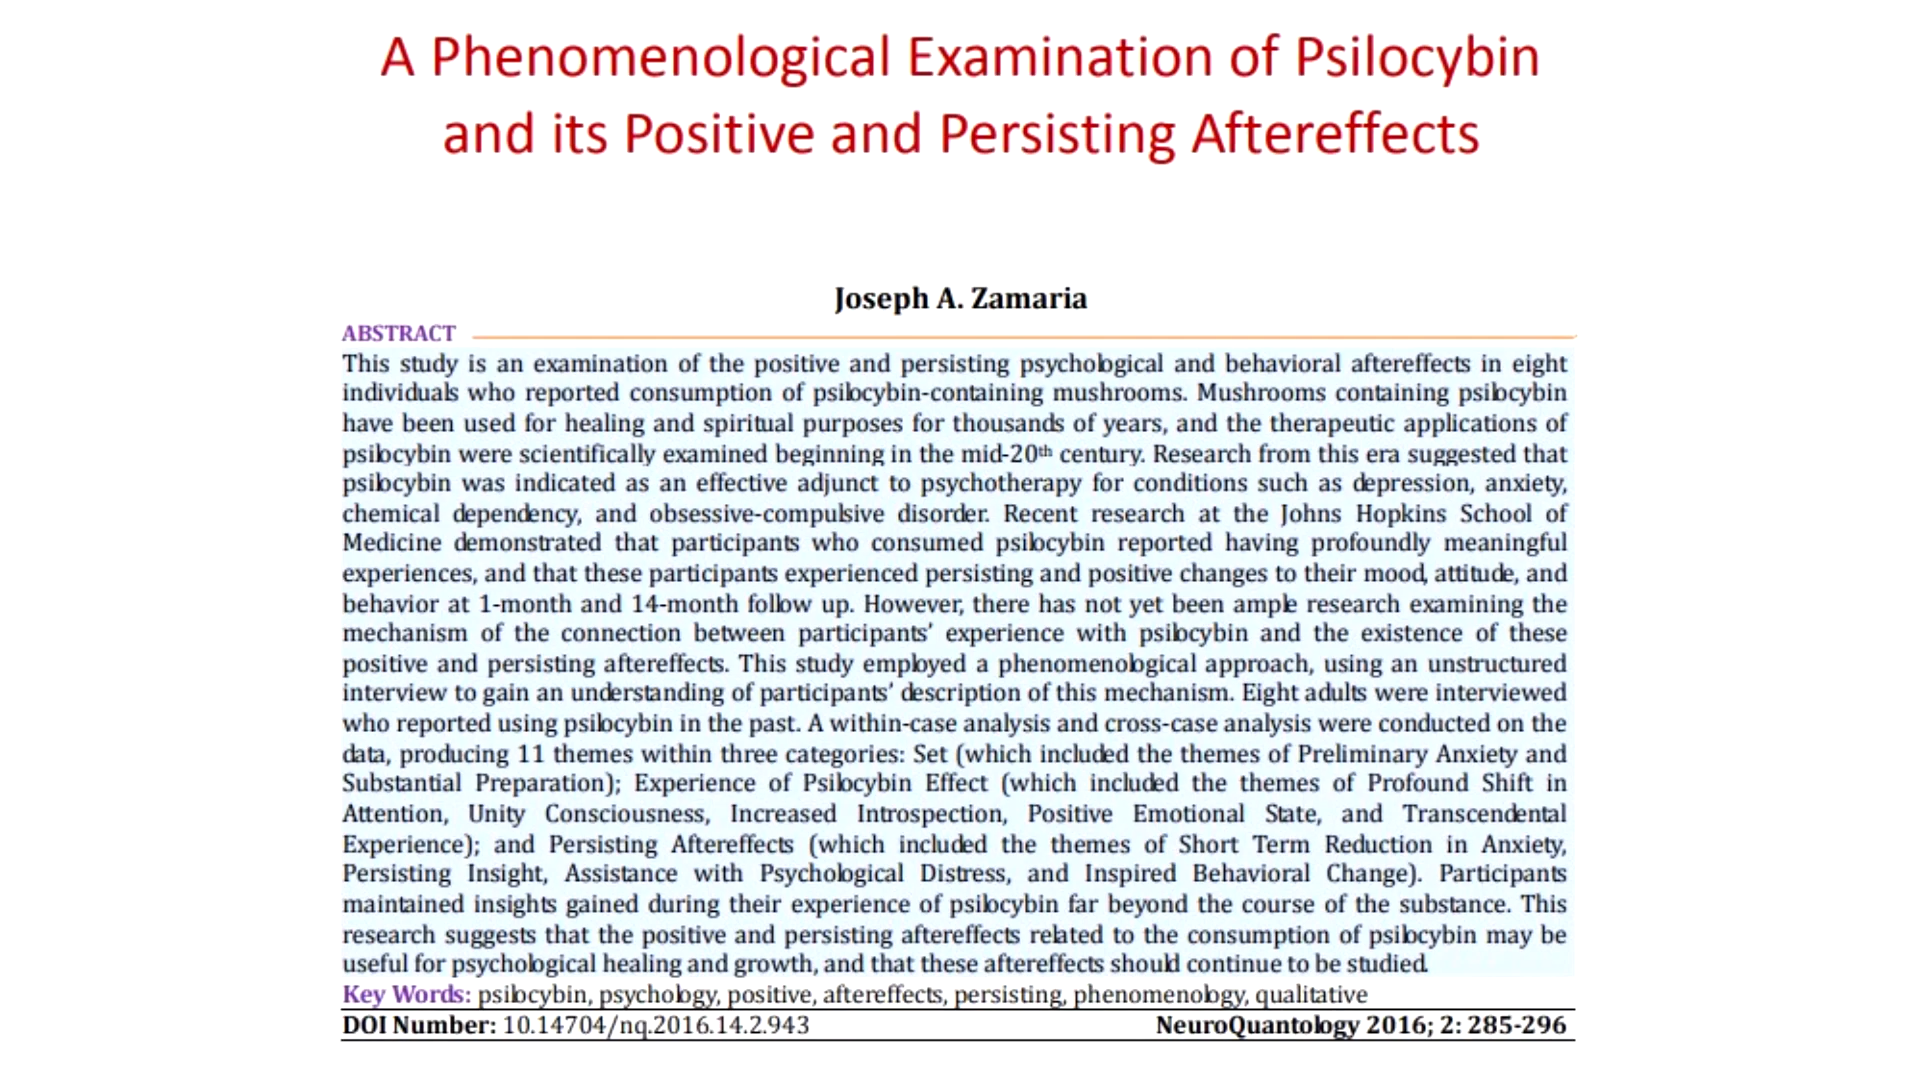 A Phenomenological Examination of Psilocybin
and its Positive and Persisting Aftereffects
Joseph A. Zamaria
ABSTRACT
This study is an examination of the positive and persisting psychological and behavioral aftereffects in eight
individuals who reported consumption of psilocybin-containing mushrooms. Mushrooms containing psilocybin
have been used for healing and spiritual purposes for thousands of years, and the therapeutic applications of
psilocybin were scientifically examined beginning in the mid-20th century. Research from this era suggested that
psilocybin was indicated as an effective adjunct to psychotherapy for conditions such as depression, anxiety,
chemical dependency, and obsessive-compulsive disorder. Recent research at the Johns Hopkins School of
Medicine demonstrated that participants who consumed psilocybin reported having profoundly meaningful
experiences, and that these participants experienced persisting and positive changes to their mood, attitude, and
behavior at 1-month and 14-month follow up. However, there has not yet been ample research examining the
mechanism of the connection between participants' experience with psilocybin and the existence of these
positive and persisting aftereffects. This study employed a phenomenological approach, using an unstructured
interview to gain an understanding of participants' description of this mechanism. Eight adults were interviewed
who reported using psilocybin in the past. A within-case analysis and cross-case analysis were conducted on the
data, producing 11 themes within three categories: Set (which included the themes of Preliminary Anxiety and
Substantial Preparation); Experience of Psilocybin Effect (which included the themes of Profound Shift in
Attention, Unity Consciousness, Increased Introspection, Positive Emotional State, and Transcendental
Experience); and Persisting Aftereffects (which included the themes of Short Term Reduction in Anxiety,
Persisting Insight, Assistance with Psychological Distress, and Inspired Behavioral Change). Participants
maintained insights gained during their experience of psilocybin far beyond the course of the substance. This
research suggests that the positive and persisting aftereffects related to the consumption of psilocybin may be
useful for psychological healing and growth, and that these aftereffects should continue to be studied.
Key Words: psilocybin, psychology, positive, aftereffects, persisting, phenomenology, qualitative
DOI Number: 10.14704/nq.2016.14.2.943 NeuroQuantology 2016; 2: 285-296